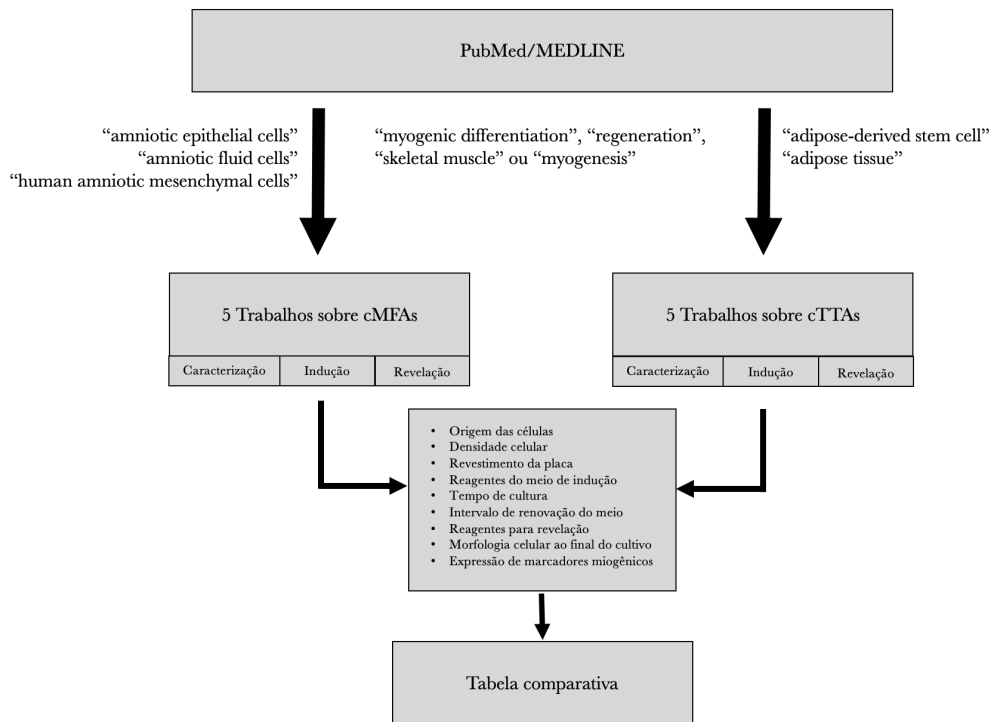 PubMed/MEDLINE
“amniotic epithelial cells”
“amniotic fluid cells”
“human amniotic mesenchymal cells”
“myogenic differentiation”, “regeneration”,
“skeletal muscle” ou “myogenesis”
“adipose-derived stem cell”
“adipose tissue”
5 Trabalhos sobre cMFAs
Caracterização
Indução
Revelação
5 Trabalhos sobre cTTAs
Caracterização
Indução
Revelação
• Origem das células
• Densidade celular
• Revestimento da placa
• Reagentes do meio de indução
• Tempo de cultura
• Intervalo de renovação do meio
• Reagentes para revelação
• Morfologia celular ao final do cultivo
• Expressão de marcadores miogênicos
Tabela comparativa